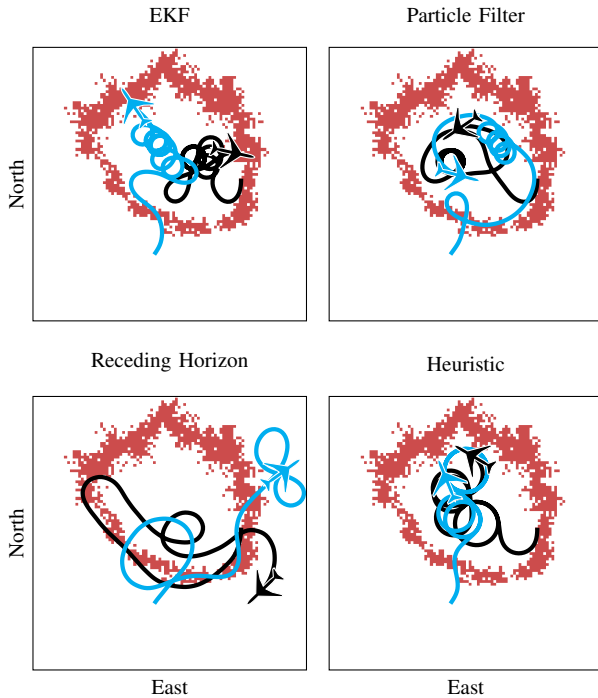 EKF
Particle Filter
North
Receding Horizon
Heuristic
North
East
East